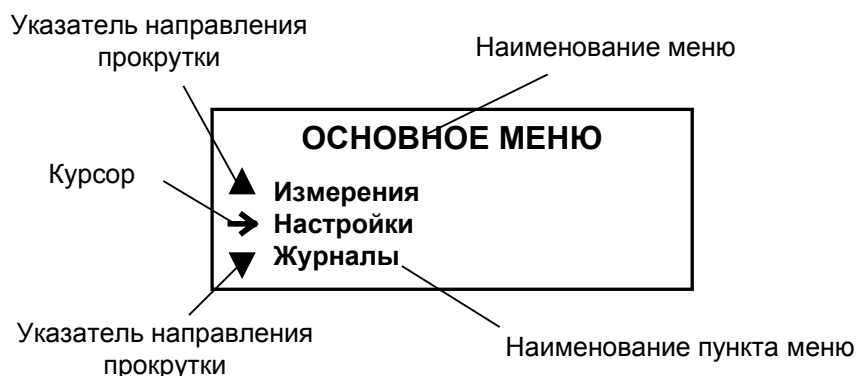 Указатель направления
прокрутки
Наименование меню
ОСНОВНОЕ МЕНЮ
Курсор
Измерения
Настройки
Журналы
Указатель направления
прокрутки
Наименование пункта меню